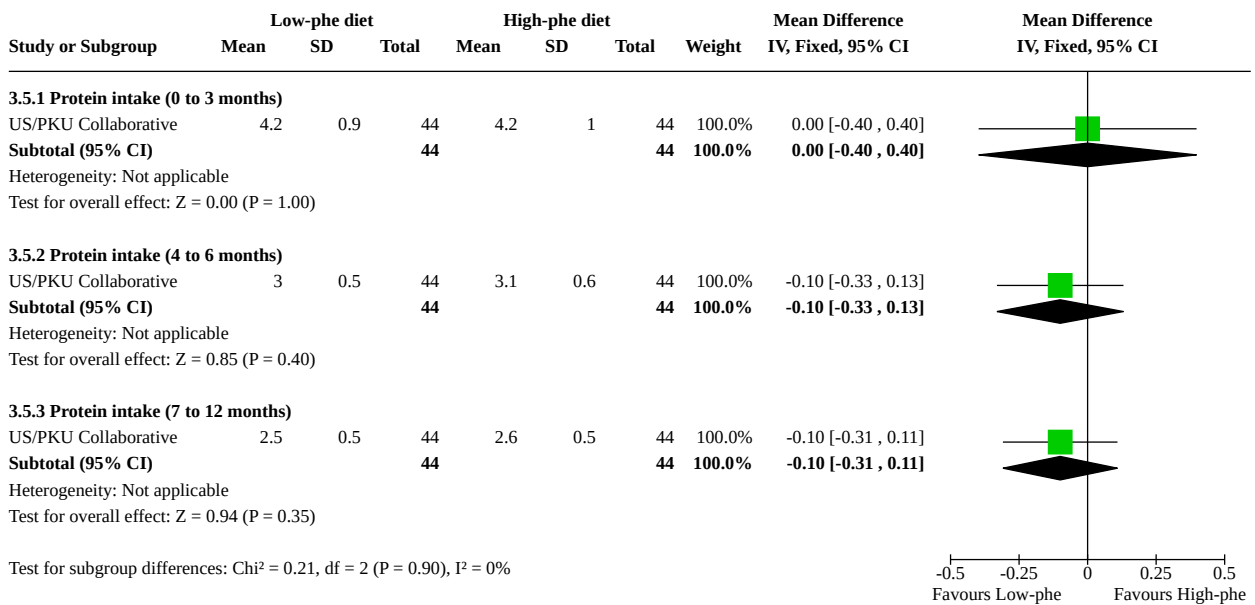 Low-phe diet High-phe diet Mean Difference Mean Difference
Study or Subgroup Mean SD Total Mean SD Total Weight IV, Fixed, 95% CI IV, Fixed, 95% CI
3.5.1 Protein intake (0 to 3 months)
US/PKU Collaborative 4.2 0.9 44 4.2 1 44 100.0% 0.00 [-0.40 , 0.40]
Subtotal (95% CI) 44 44 100.0% 0.00 [-0.40 , 0.40]
Heterogeneity: Not applicable
Test for overall effect: Z = 0.00 (P = 1.00)
3.5.2 Protein intake (4 to 6 months)
US/PKU Collaborative 3 0.5 44 3.1 0.6 44 100.0% -0.10 [-0.33 , 0.13]
Subtotal (95% CI) 44 44 100.0% -0.10 [-0.33 , 0.13]
Heterogeneity: Not applicable
Test for overall effect: Z = 0.85 (P = 0.40)
3.5.3 Protein intake (7 to 12 months)
US/PKU Collaborative 2.5 0.5 44 2.6 0.5 44 100.0% -0.10 [-0.31 , 0.11]
Subtotal (95% CI) 44 44 100.0% -0.10 [-0.31 , 0.11]
Heterogeneity: Not applicable
Test for overall effect: Z = 0.94 (P = 0.35)
Test for subgroup differences: Chi² = 0.21, df = 2 (P = 0.90), I² = 0%
-0.5 -0.25 0 0.25 0.5
Favours Low-phe Favours High-phe